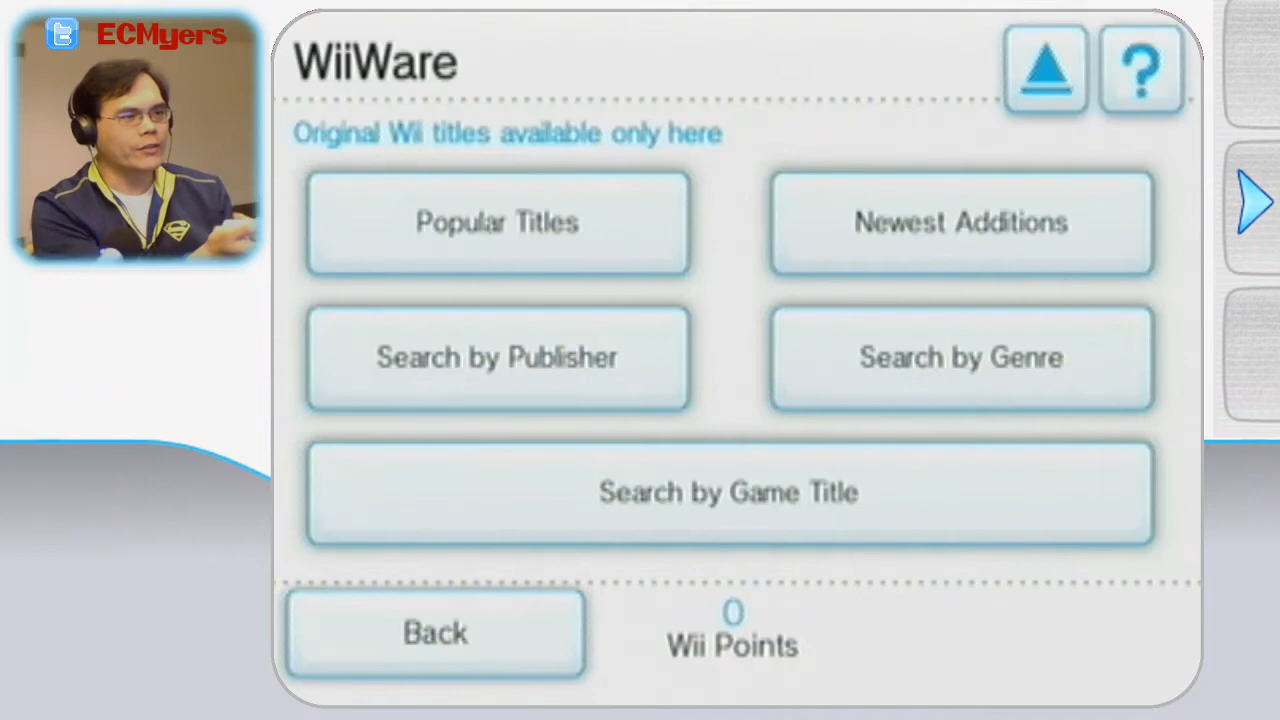 ECMyers
WiiWare
?
Original Wii titles available only here
Popular Titles
Newest Additions
Search by Publisher
Search by Genre
Search by Game Title
Back
0
Wii Points